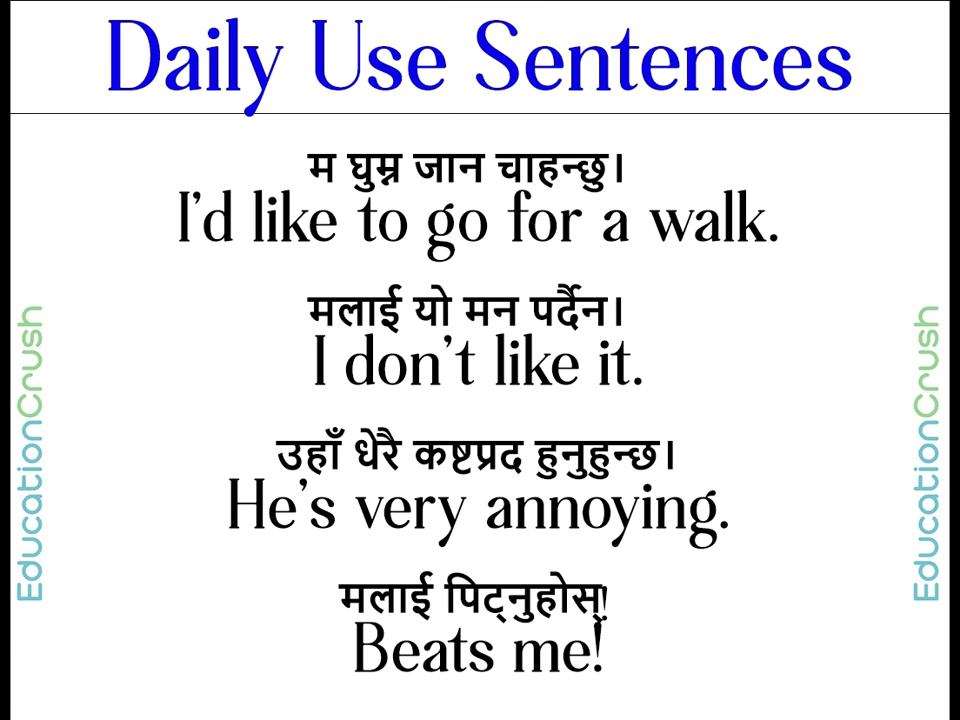 Daily Use Sentences
म घुम्न जान चाहन्छु।
I'd like to go for a walk.
मलाई यो मन पर्दैन।
I don't like it.
उहाँ धेरै कष्टप्रद हुनुहुन्छ।
He's very annoying.
मलाई पिट्नुहोस्!
Beats me!
EducationCrush
EducationCrush